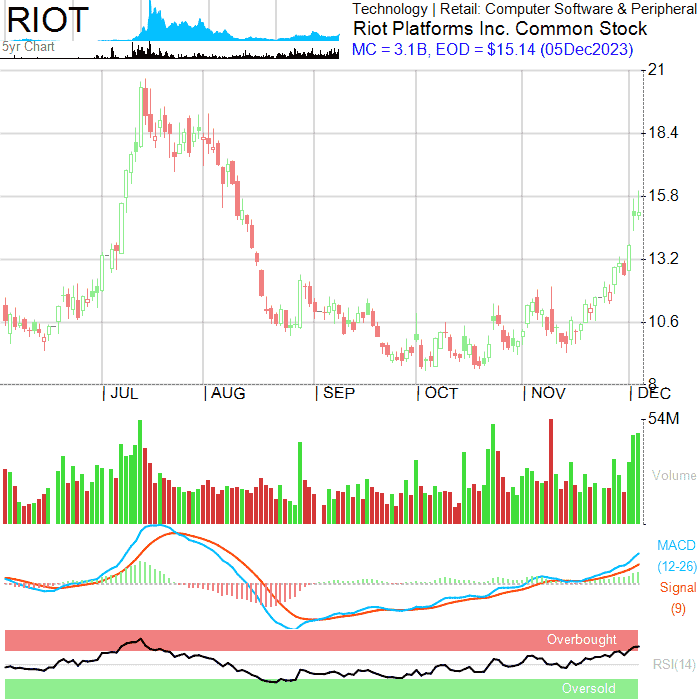 RIOT
5yr Chart
Technology | Retail: Computer Software & Peripheral
Riot Platforms Inc. Common Stock
MC = 3.1B, EOD = $15.14 (05Dec2023)
21
18.4
15.8
13.2
10.6
8
| JUL | AUG | SEP | OCT | NOV | DEC
54M
Volume
MACD
(12-26)
Signal
(9)
Overbought
RSI(14)
Oversold